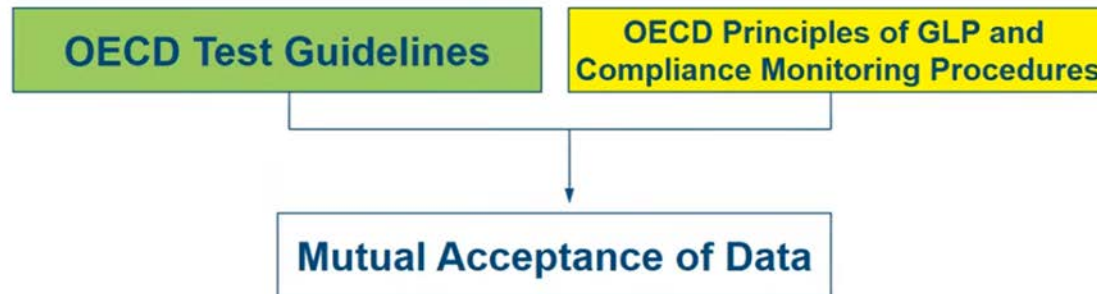 OECD Test Guidelines
OECD Principles of GLP and
Compliance Monitoring Procedures
Mutual Acceptance of Data